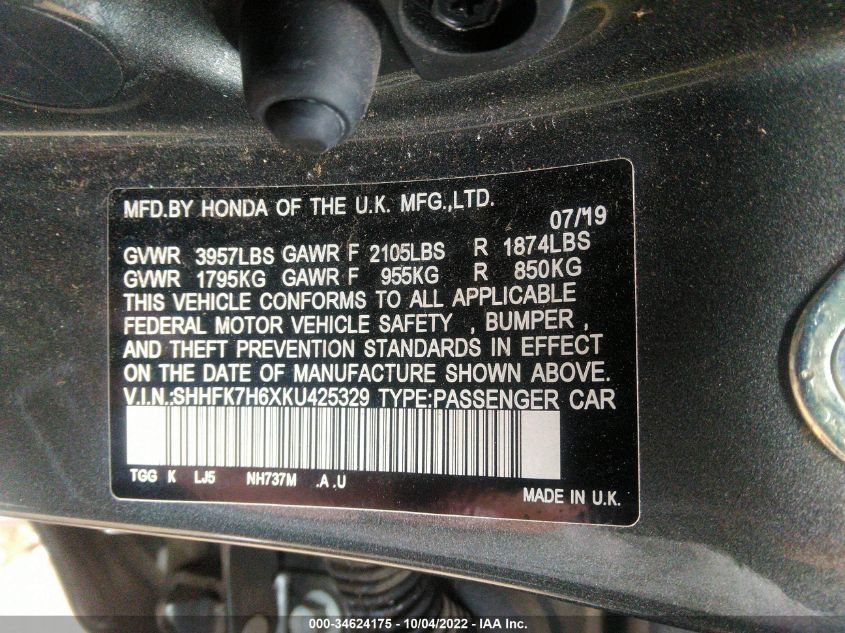 MFD.BY HONDA OF THE U.K. MFG.,LTD.
07/19
GVWR 3957LBS GAWR F 2105LBS R 1874LBS
GVWR 1795KG GAWR F 955KG R 850KG
THIS VEHICLE CONFORMS TO ALL APPLICABLE
FEDERAL MOTOR VEHICLE SAFETY , BUMPER ,
AND THEFT PREVENTION STANDARDS IN EFFECT
ON THE DATE OF MANUFACTURE SHOWN ABOVE.
V.I.N.:SHHFK7H6XKU425329 TYPE:PASSENGER CAR
TGG K LJ5 NH737M .A .U
MADE IN U.K.
000-34624175 - 10/04/2022 - IAA Inc.